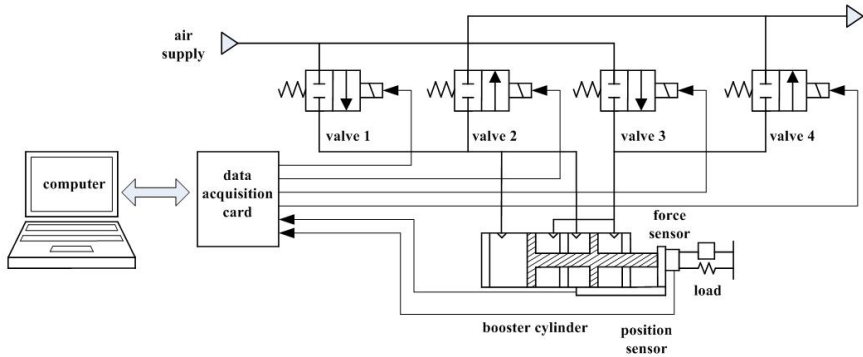 air
supply
valve 1
valve 2
valve 3
valve 4
computer
data
acquisition
card
force
sensor
load
booster cylinder
position
sensor